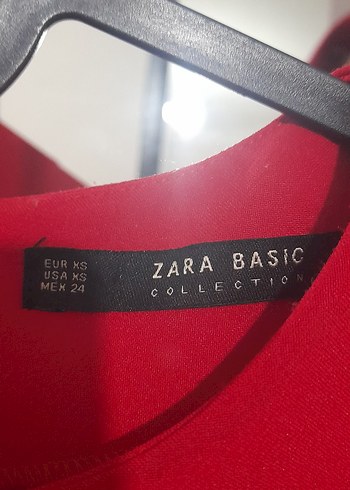 EUR XS
USA XS
MEX 24
ZARA BASIC
COLLECTION